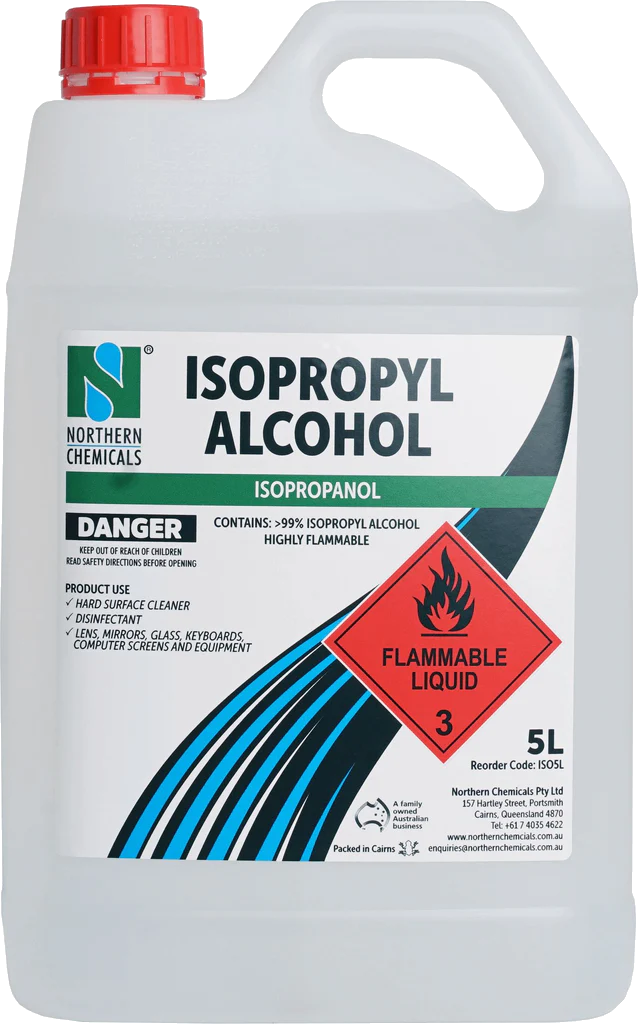 ®
NORTHERN
CHEMICALS
ISOPROPYL
ALCOHOL
ISOPROPANOL
DANGER
KEEP OUT OF REACH OF CHILDREN
READ SAFETY DIRECTIONS BEFORE OPENING
CONTAINS: >99% ISOPROPYL ALCOHOL
HIGHLY FLAMMABLE
PRODUCT USE
✓ HARD SURFACE CLEANER
✓ DISINFECTANT
✓ LENS, MIRRORS, GLASS, KEYBOARDS,
COMPUTER SCREENS AND EQUIPMENT
FLAMMABLE
LIQUID
3
5L
Reorder Code: ISO5L
A family
owned
Australian
business
Packed in Cairns
Northern Chemicals Pty Ltd
157 Hartley Street, Portsmith
Cairns, Queensland 4870
Tel: +61 7 4035 4622
www.northernchemcials.com.au
enquiries@northernchemicals.com.au